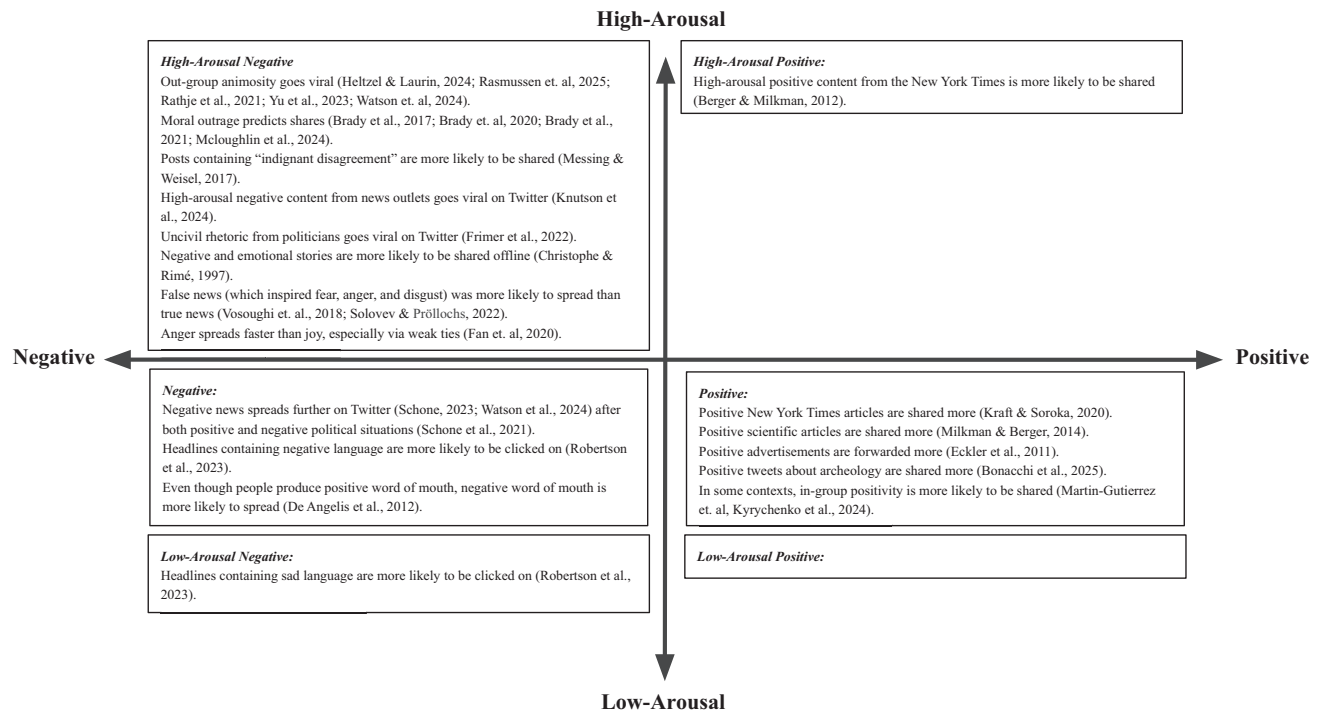 High-Arousal
High-Arousal Negative
Out-group animosity goes viral (Heltzel & Laurin, 2024; Rasmussen et. al, 2025;
Rathje et al., 2021; Yu et al., 2023; Watson et. al, 2024).
Moral outrage predicts shares (Brady et al., 2017; Brady et. al, 2020; Brady et al.,
2021; Mcloughlin et al., 2024).
Posts containing “indignant disagreement” are more likely to be shared (Messing &
Weisel, 2017).
High-arousal negative content from news outlets goes viral on Twitter (Knutson et
al., 2024).
Uncivil rhetoric from politicians goes viral on Twitter (Frimer et al., 2022).
Negative and emotional stories are more likely to be shared offline (Christophe &
Rimé, 1997).
False news (which inspired fear, anger, and disgust) was more likely to spread than
true news (Vosoughi et. al., 2018; Solovev & Pröllochs, 2022).
Anger spreads faster than joy, especially via weak ties (Fan et. al, 2020).
High-Arousal Positive:
High-arousal positive content from the New York Times is more likely to be shared
(Berger & Milkman, 2012).
Negative
Positive
Negative:
Negative news spreads further on Twitter (Schone, 2023; Watson et al., 2024) after
both positive and negative political situations (Schone et al., 2021).
Headlines containing negative language are more likely to be clicked on (Robertson
et al., 2023).
Even though people produce positive word of mouth, negative word of mouth is
more likely to spread (De Angelis et al., 2012).
Positive:
Positive New York Times articles are shared more (Kraft & Soroka, 2020).
Positive scientific articles are shared more (Milkman & Berger, 2014).
Positive advertisements are forwarded more (Eckler et al., 2011).
Positive tweets about archeology are shared more (Bonacchi et al., 2025).
In some contexts, in-group positivity is more likely to be shared (Martin-Gutierrez
et. al, Kyrychenko et al., 2024).
Low-Arousal Negative:
Headlines containing sad language are more likely to be clicked on (Robertson et al.,
2023).
Low-Arousal Positive:
Low-Arousal